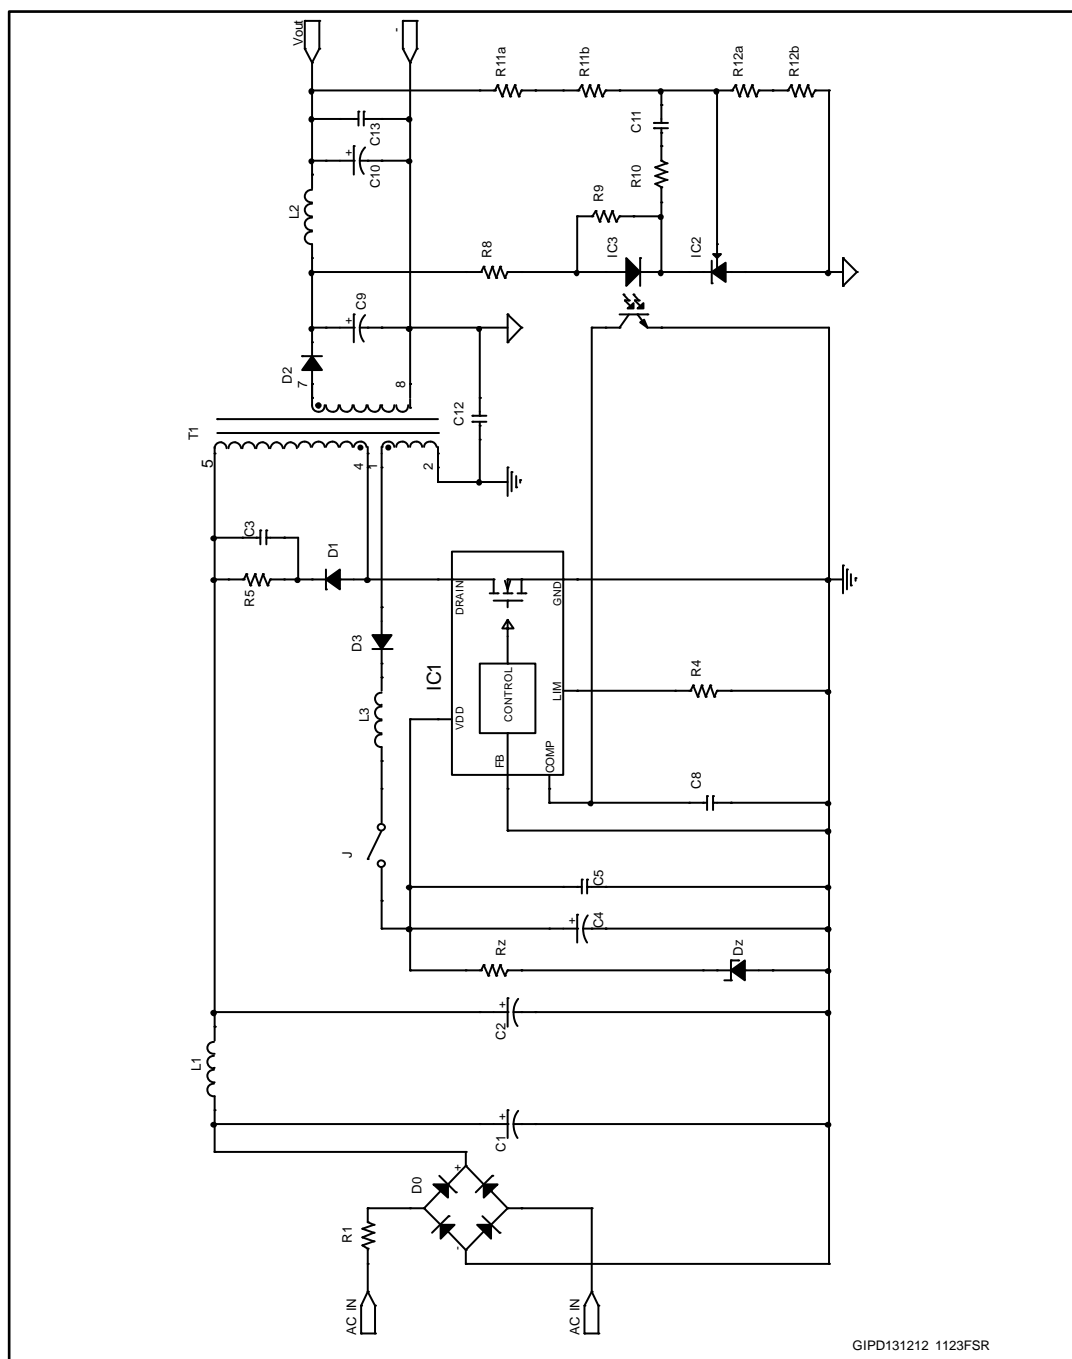 Vout
-
R11a
R11b
R12a
R12b
C13
+
C10
C11
R10
L2
R9
R8
IC3
IC2
+
C9
D2
7
8
T1
C12
5
4
1
2
C3
R5
D1
D3
L3
J
IC1
DRAIN
GND
VDD
CONTROL
FB
COMP
LIM
R4
C8
C5
+
C4
Rz
Dz
+
C2
L1
+
C1
D0
+
-
R1
AC IN
AC IN
GIPD131212 1123FSR